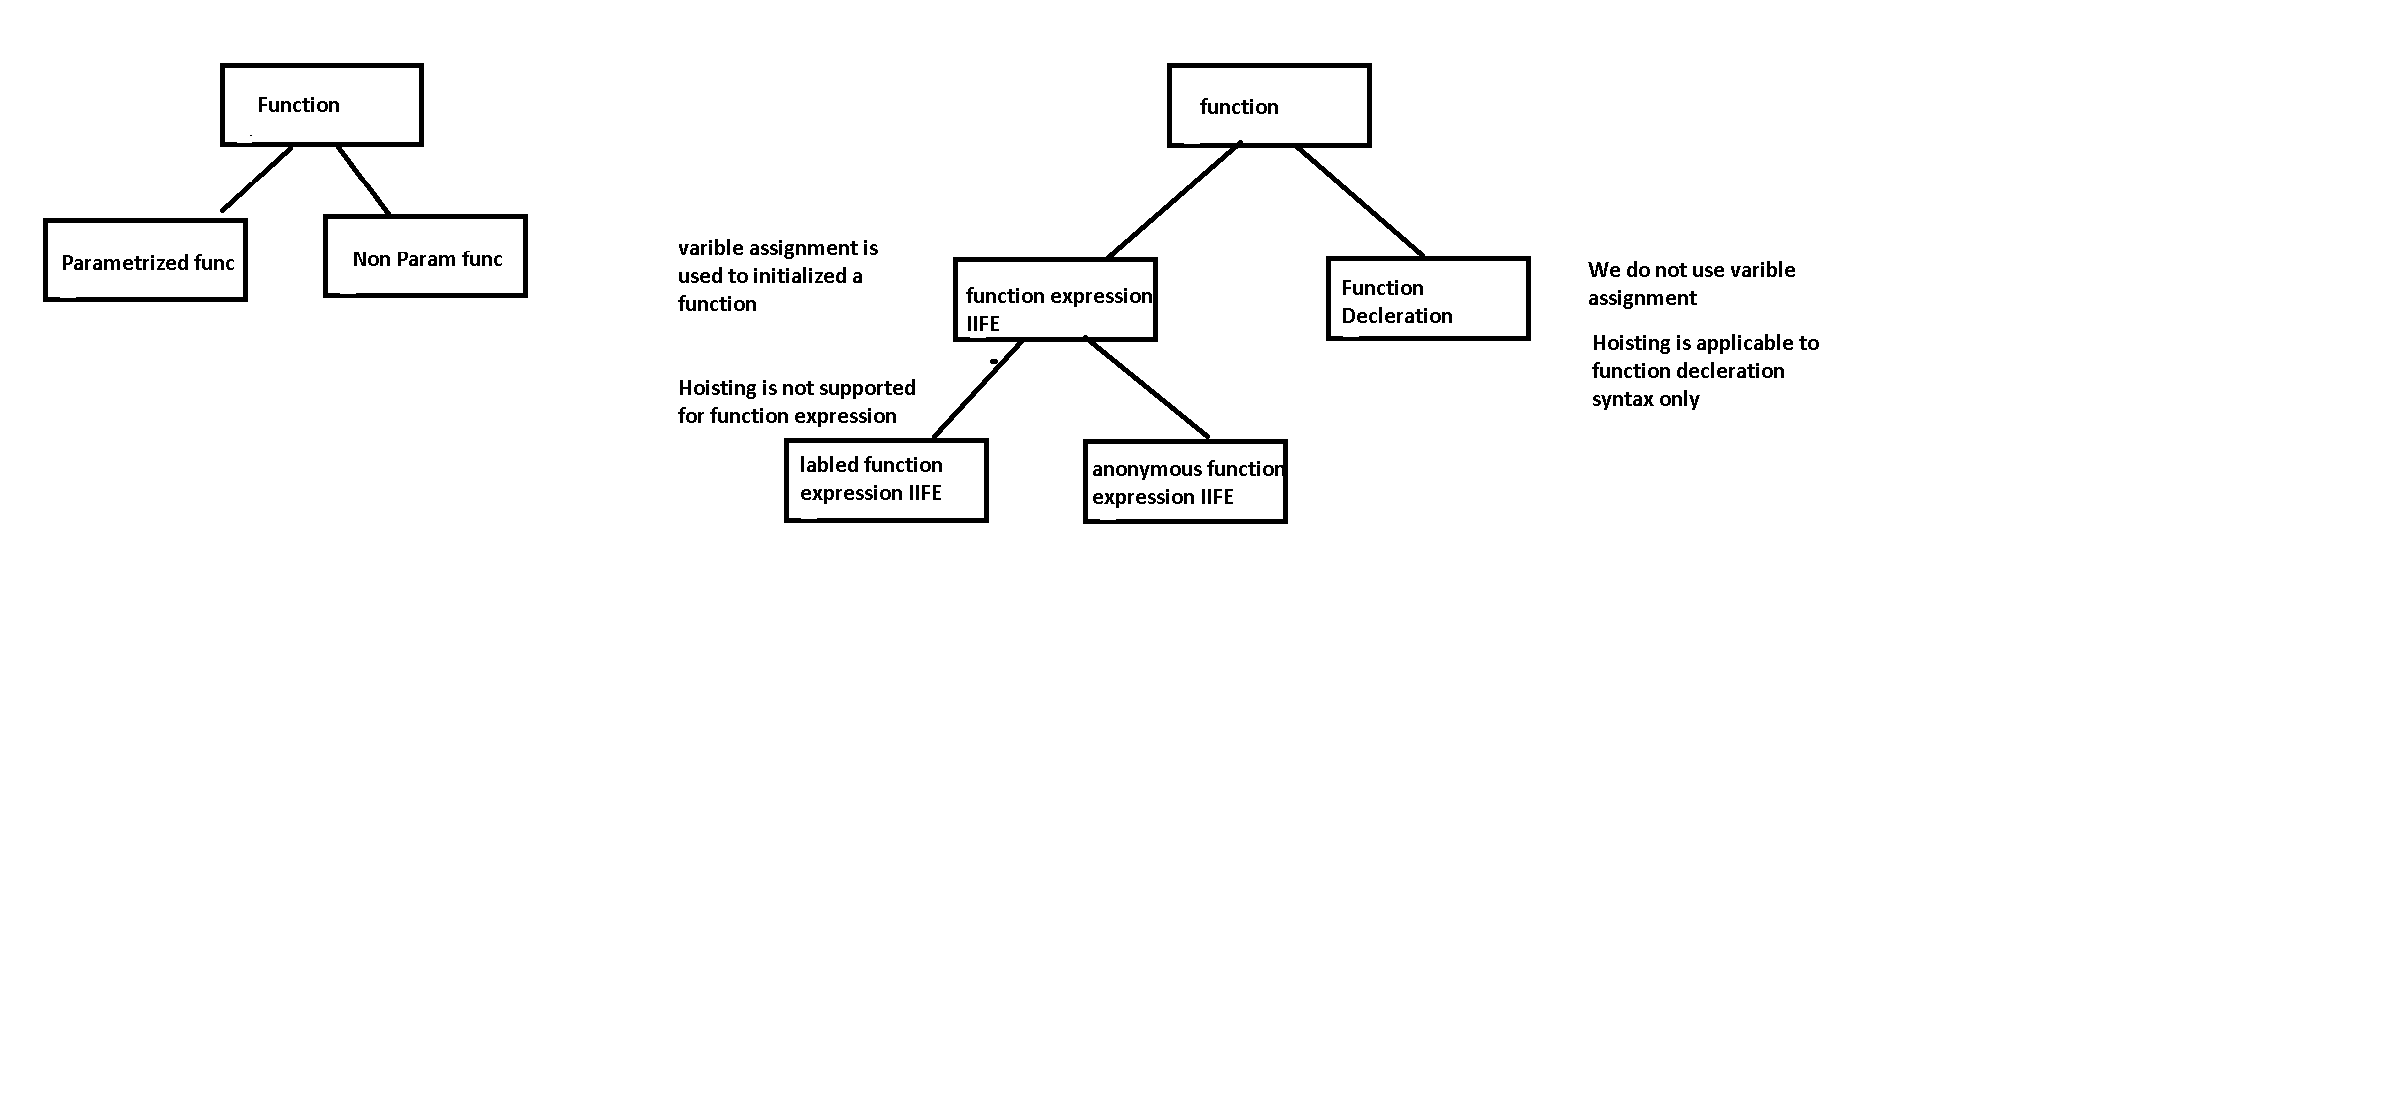 Function
Parametrized func
Non Param func
function
varible assignment is
used to initialized a
function
function expression
IIFE
Function
Decleration
We do not use varible
assignment
Hoisting is applicable to
function decleration
syntax only
Hoisting is not supported
for function expression
labled function
expression IIFE
anonymous function
expression IIFE